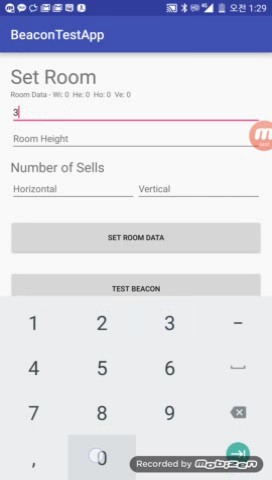 오전 1:29
BeaconTestApp
Set Room
Room Data - Wi: 0 He: 0 Ho: 0 Ve: 0
3
Room Height
Number of Sells
Horizontal Vertical
SET ROOM DATA
TEST BEACON
1 2 3 -
4 5 6
7 8 9
, 0
Recorded by mobizen